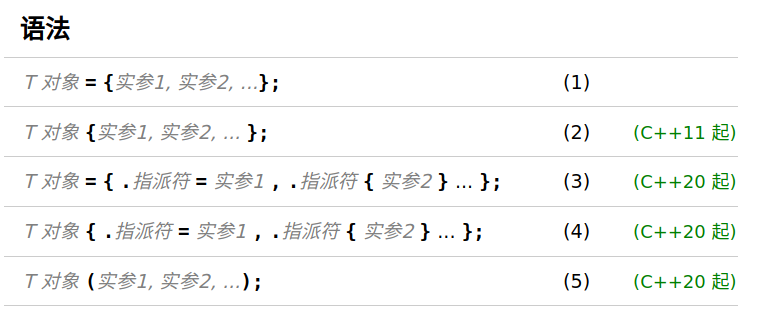 语法
T 对象 = {实参1, 实参2, ...}; (1)
T 对象 {实参1, 实参2, ... }; (2) (C++11 起)
T 对象 = { .指派符 = 实参1 , .指派符 { 实参2 } ... }; (3) (C++20 起)
T 对象 { .指派符 = 实参1 , .指派符 { 实参2 } ... }; (4) (C++20 起)
T 对象 (实参1, 实参2, ...); (5) (C++20 起)